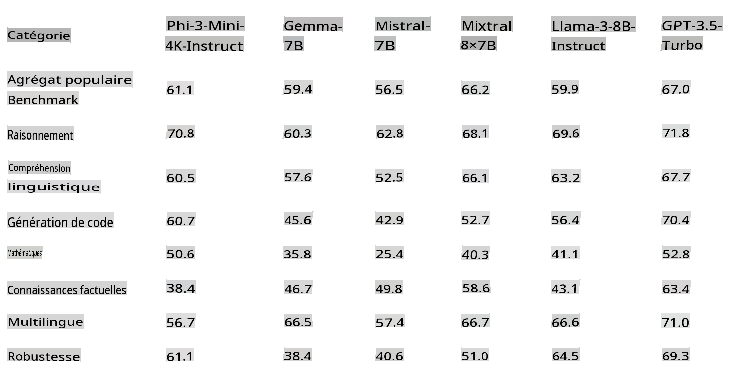 Catégorie Phi-3-Mini-4K-Instruct Gemma-7B Mistral-7B Mixtral 8×7B Llama-3-8B-Instruct GPT-3.5-Turbo
Agrégat populaire Benchmark 61.1 59.4 56.5 66.2 59.9 67.0
Raisonnement 70.8 60.3 62.8 68.1 69.6 71.8
Compréhension linguistique 60.5 57.6 52.5 66.1 63.2 67.7
Génération de code 60.7 45.6 42.9 52.7 56.4 70.4
Mathématiques 50.6 35.8 25.4 40.3 41.1 52.8
Connaissances factuelles 38.4 46.7 49.8 58.6 43.1 63.4
Multilingue 56.7 66.5 57.4 66.7 66.6 71.0
Robustesse 61.1 38.4 40.6 51.0 64.5 69.3